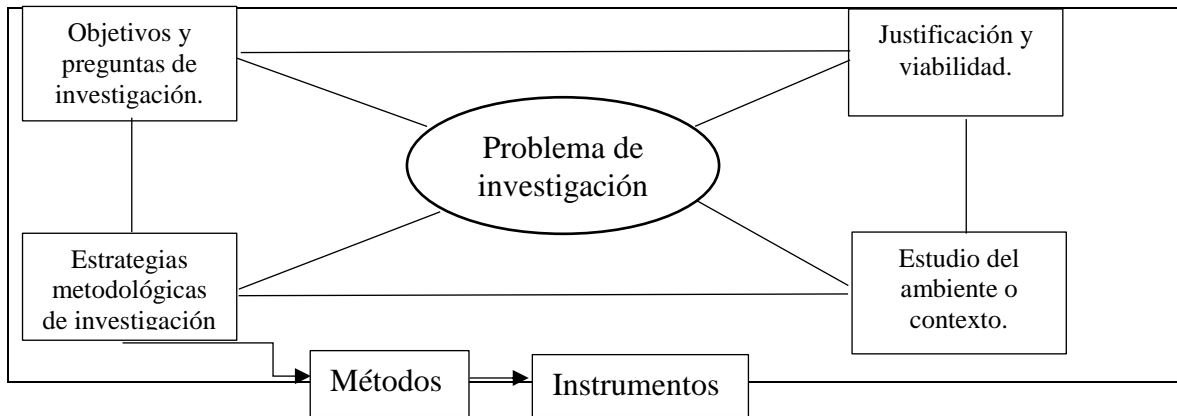 Objetivos y
preguntas de
investigación.
Justificación y
viabilidad.
Problema de
investigación
Estrategias
metodológicas
de investigación
Estudio del
ambiente o
contexto.
Métodos
Instrumentos